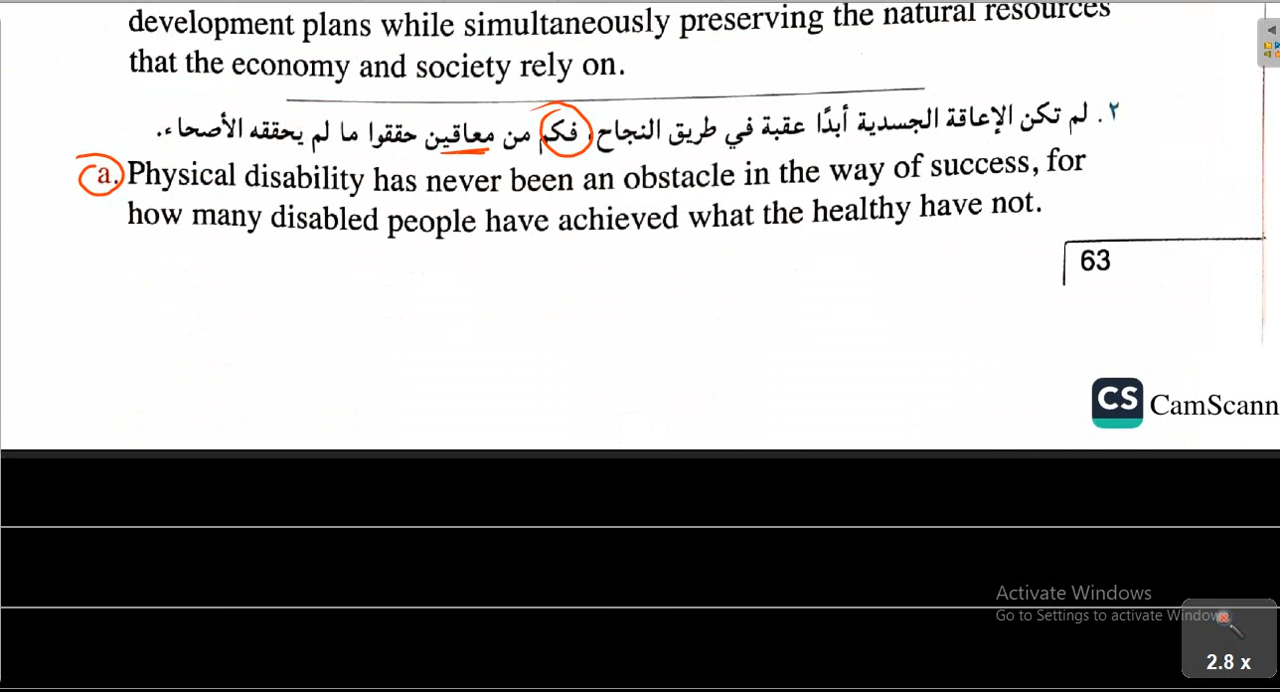 development plans while simultaneously preserving the natural resources
that the economy and society rely on.
٢. لم تكن الإعاقة الجسدية أبدًا عقبة في طريق النجاح، فكم من معاقين حققوا ما لم يحققه الأصحاء.
a. Physical disability has never been an obstacle in the way of success, for
how many disabled people have achieved what the healthy have not.
63
CS CamScann
Activate Windows
Go to Settings to activate Windows
2.8 x